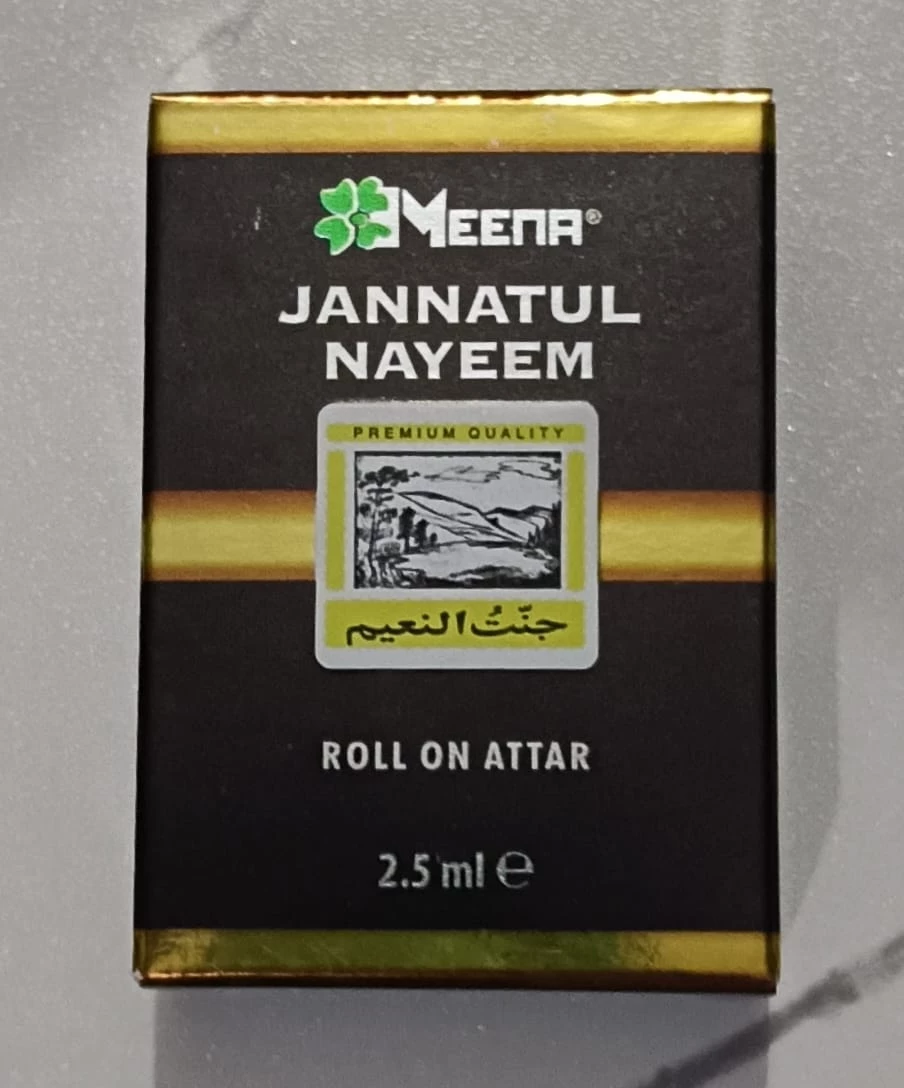 MEENA®
JANNATUL
NAYEEM
PREMIUM QUALITY
جنّتُ النعيم
ROLL ON ATTAR
2.5 ml ℮